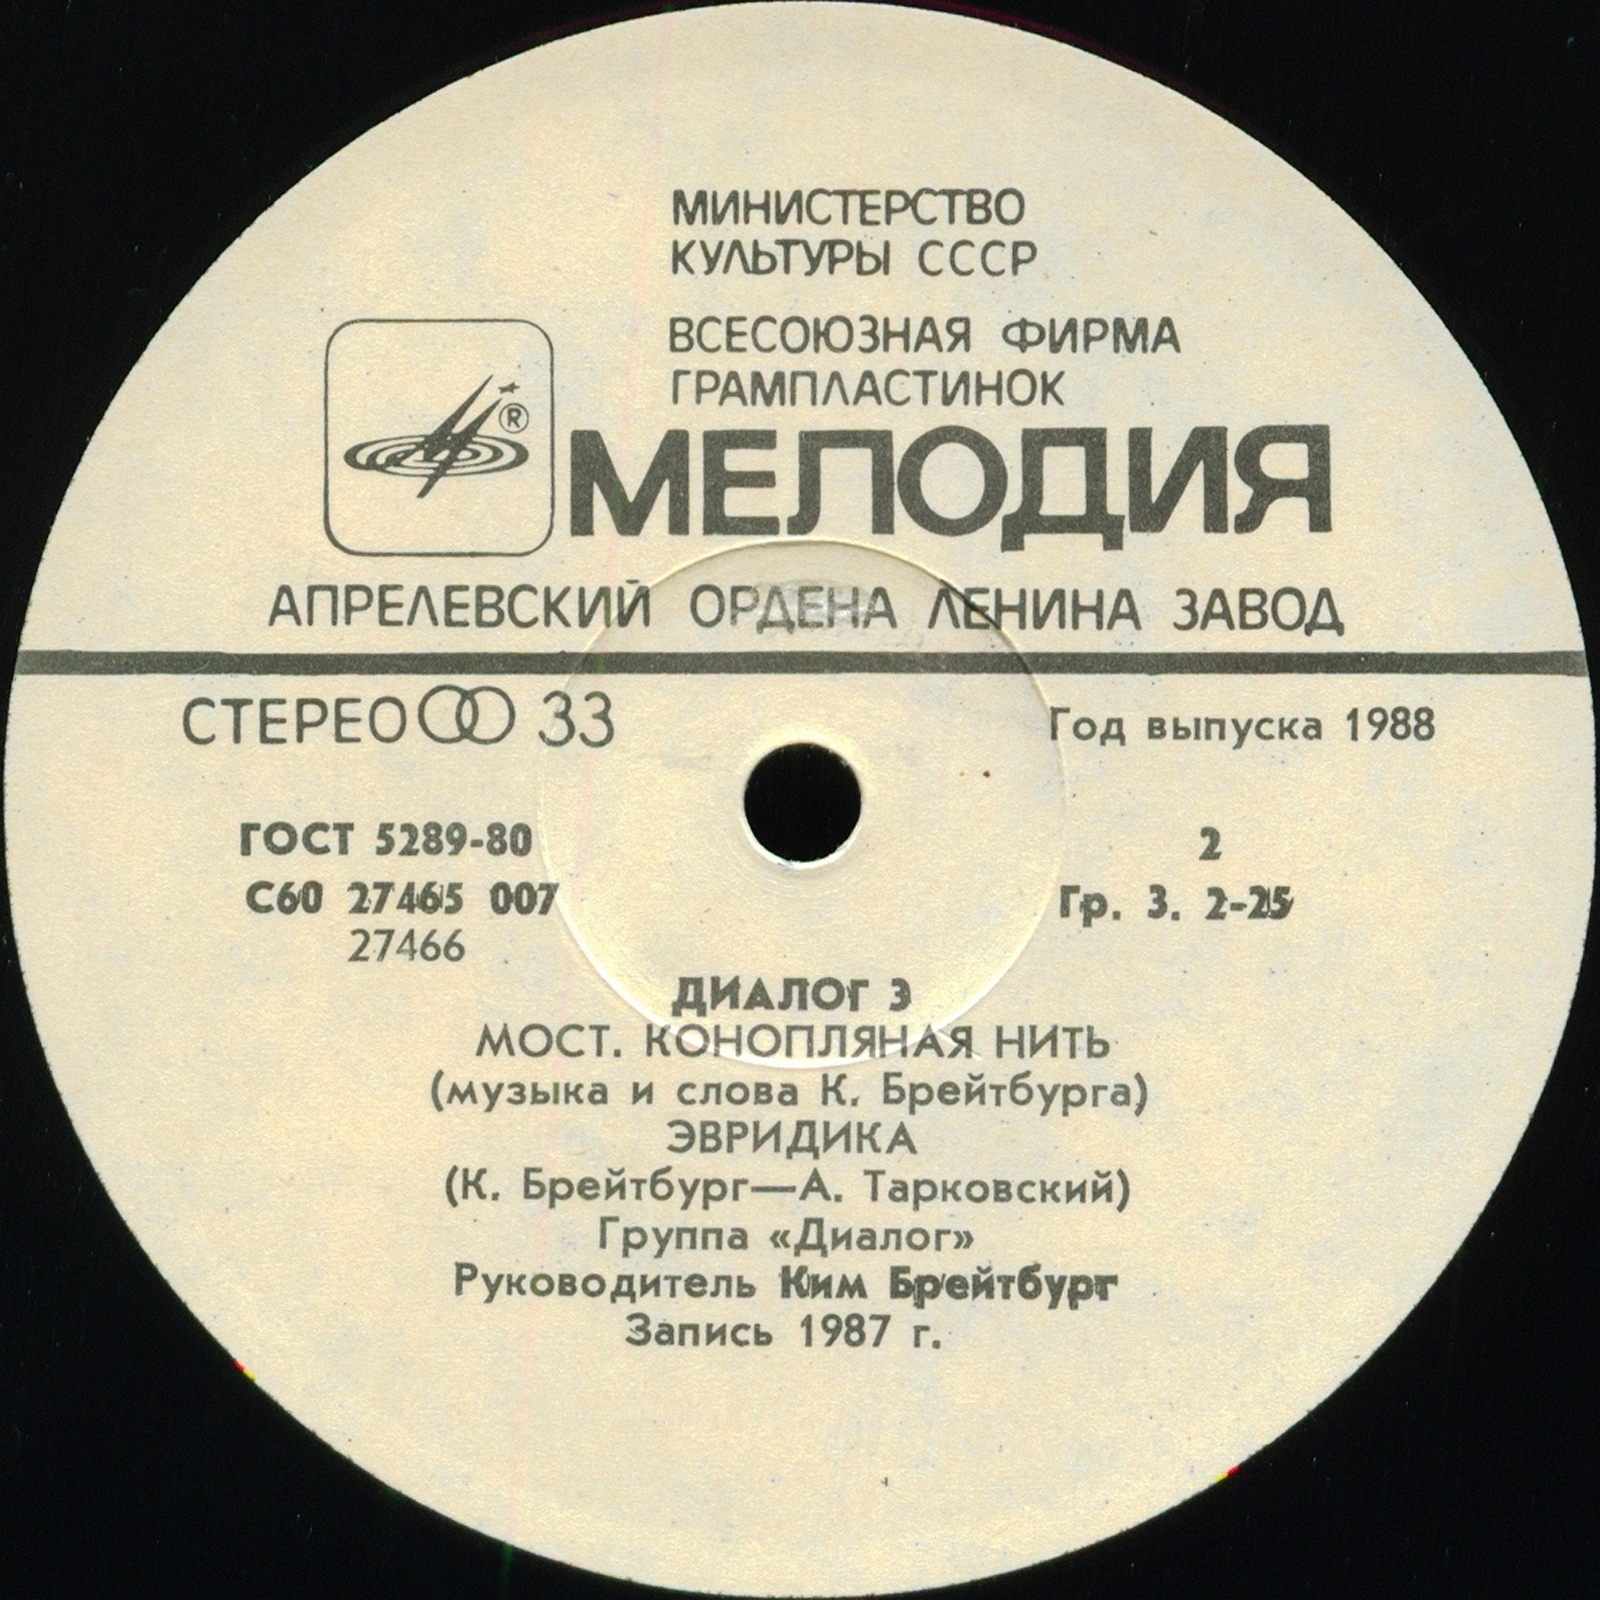 МИНИСТЕРСТВО
КУЛЬТУРЫ СССР
ВСЕСОЮЗНАЯ ФИРМА
ГРАМПЛАСТИНОК
®
МЕЛОДИЯ
АПРЕЛЕВСКИЙ ОРДЕНА ЛЕНИНА ЗАВОД
СТЕРЕО 33
Год выпуска 1988
ГОСТ 5289-80
2
С60 27465 007
Гр. 3. 2-25
27466
ДИАЛОГ 3
МОСТ. КОНОПЛЯНАЯ НИТЬ
(музыка и слова К. Брейтбурга)
ЭВРИДИКА
(К. Брейтбург—А. Тарковский)
Группа «Диалог»
Руководитель Ким Брейтбург
Запись 1987 г.